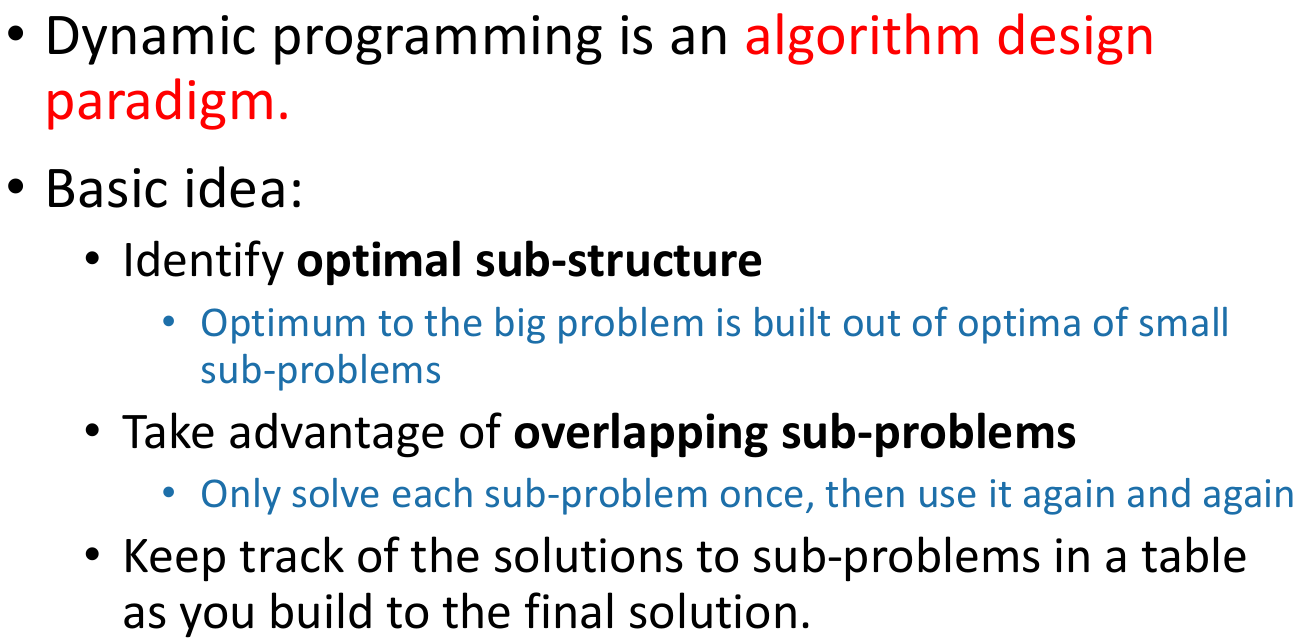 • Dynamic programming is an algorithm design
paradigm.
• Basic idea:
• Identify optimal sub-structure
• Optimum to the big problem is built out of optima of small
sub-problems
• Take advantage of overlapping sub-problems
• Only solve each sub-problem once, then use it again and again
• Keep track of the solutions to sub-problems in a table
as you build to the final solution.